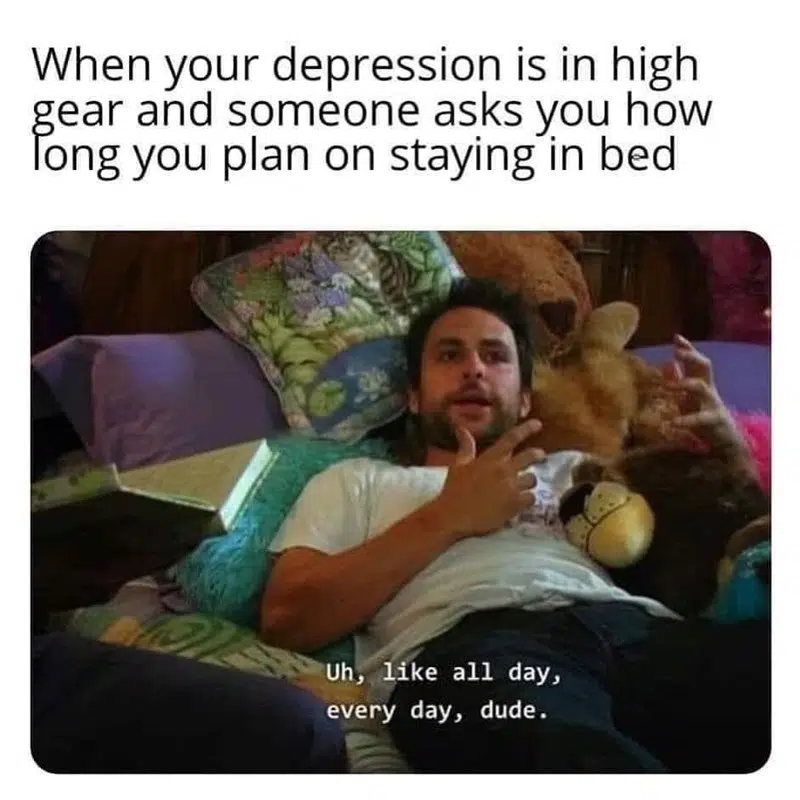 When your depression is in high
gear and someone asks you how
long you plan on staying in bed
Uh, like all day,
every day, dude.